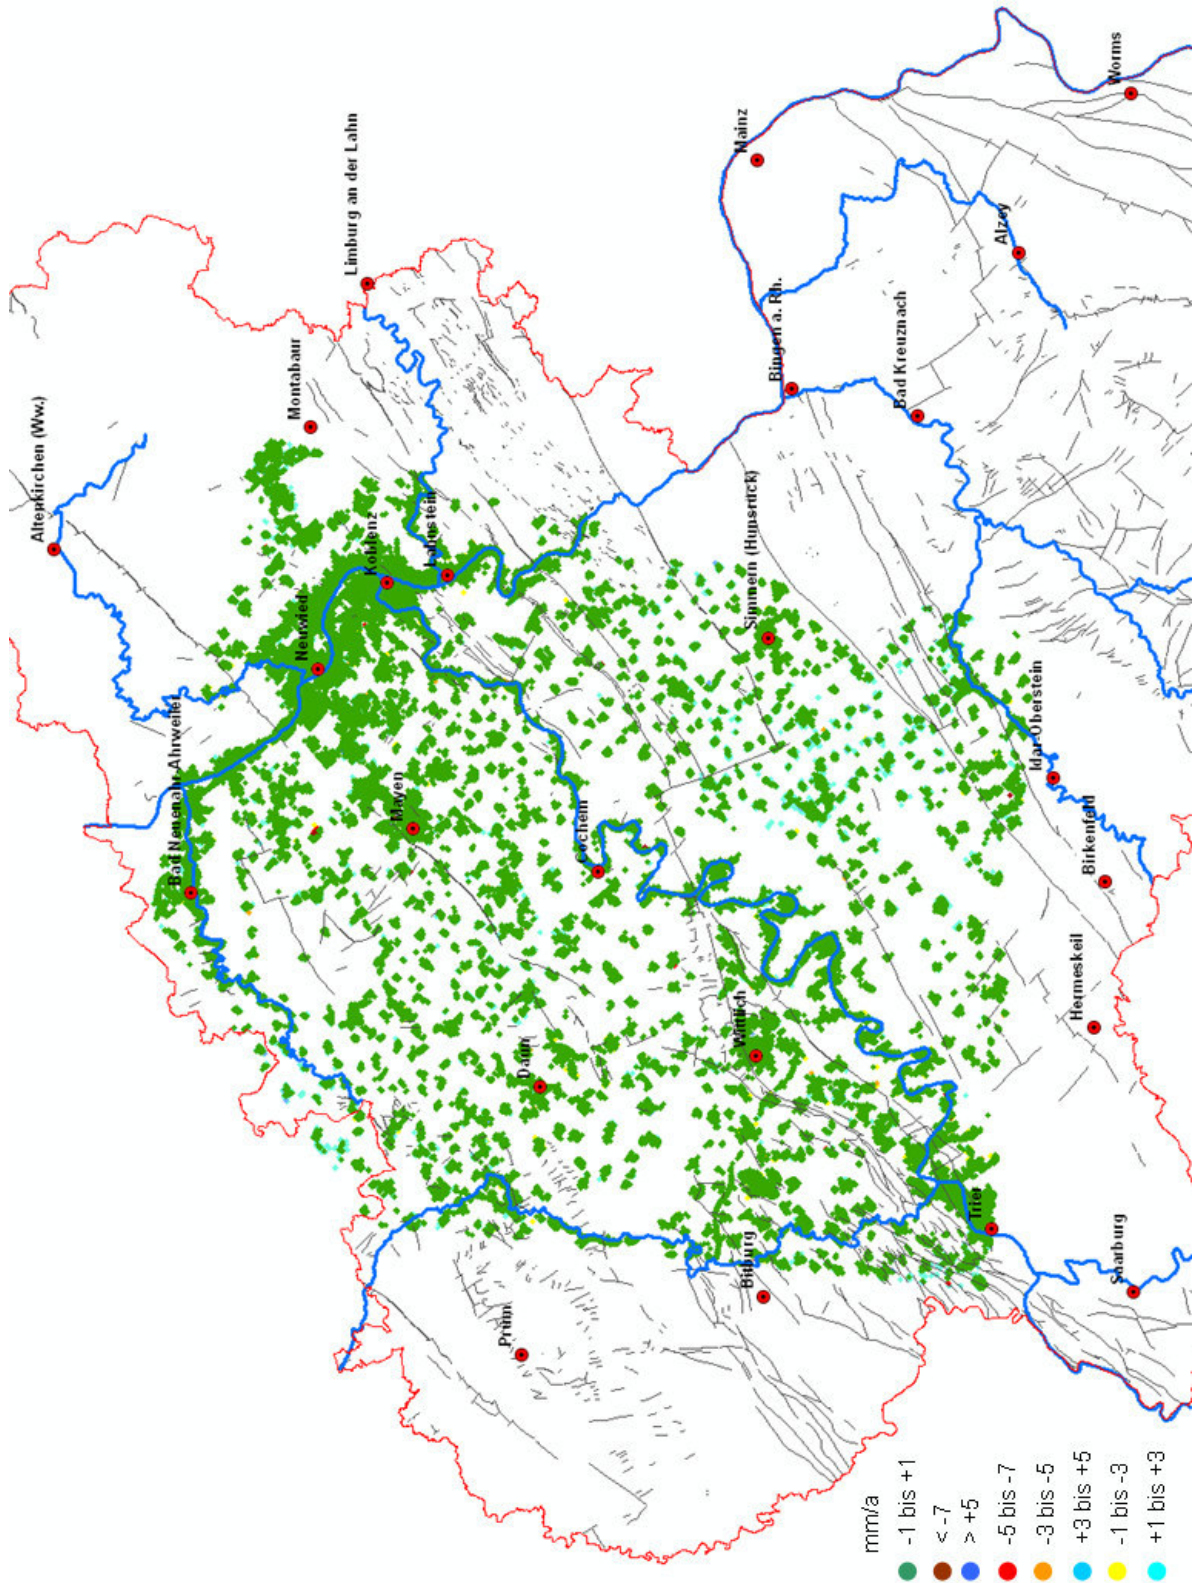 Altenkirchen (Ww.)
Limburg an der Lahn
Montabaur
Koblenz
Lahnstein
Neuwied
Bad Neuenahr-Ahrweiler
Mayen
Cochem
Daun
Prüm
Mainz
Worms
Alzey
Bingen a. Rh.
Bad Kreuznach
Simmern (Hunsrück)
Idar-Oberstein
Birkenfeld
Hermeskeil
Wittlich
Bitburg
Trier
Saarburg
mm/a
-1 bis +1
< -7
> +5
-5 bis -7
-3 bis -5
+3 bis +5
-1 bis -3
+1 bis +3